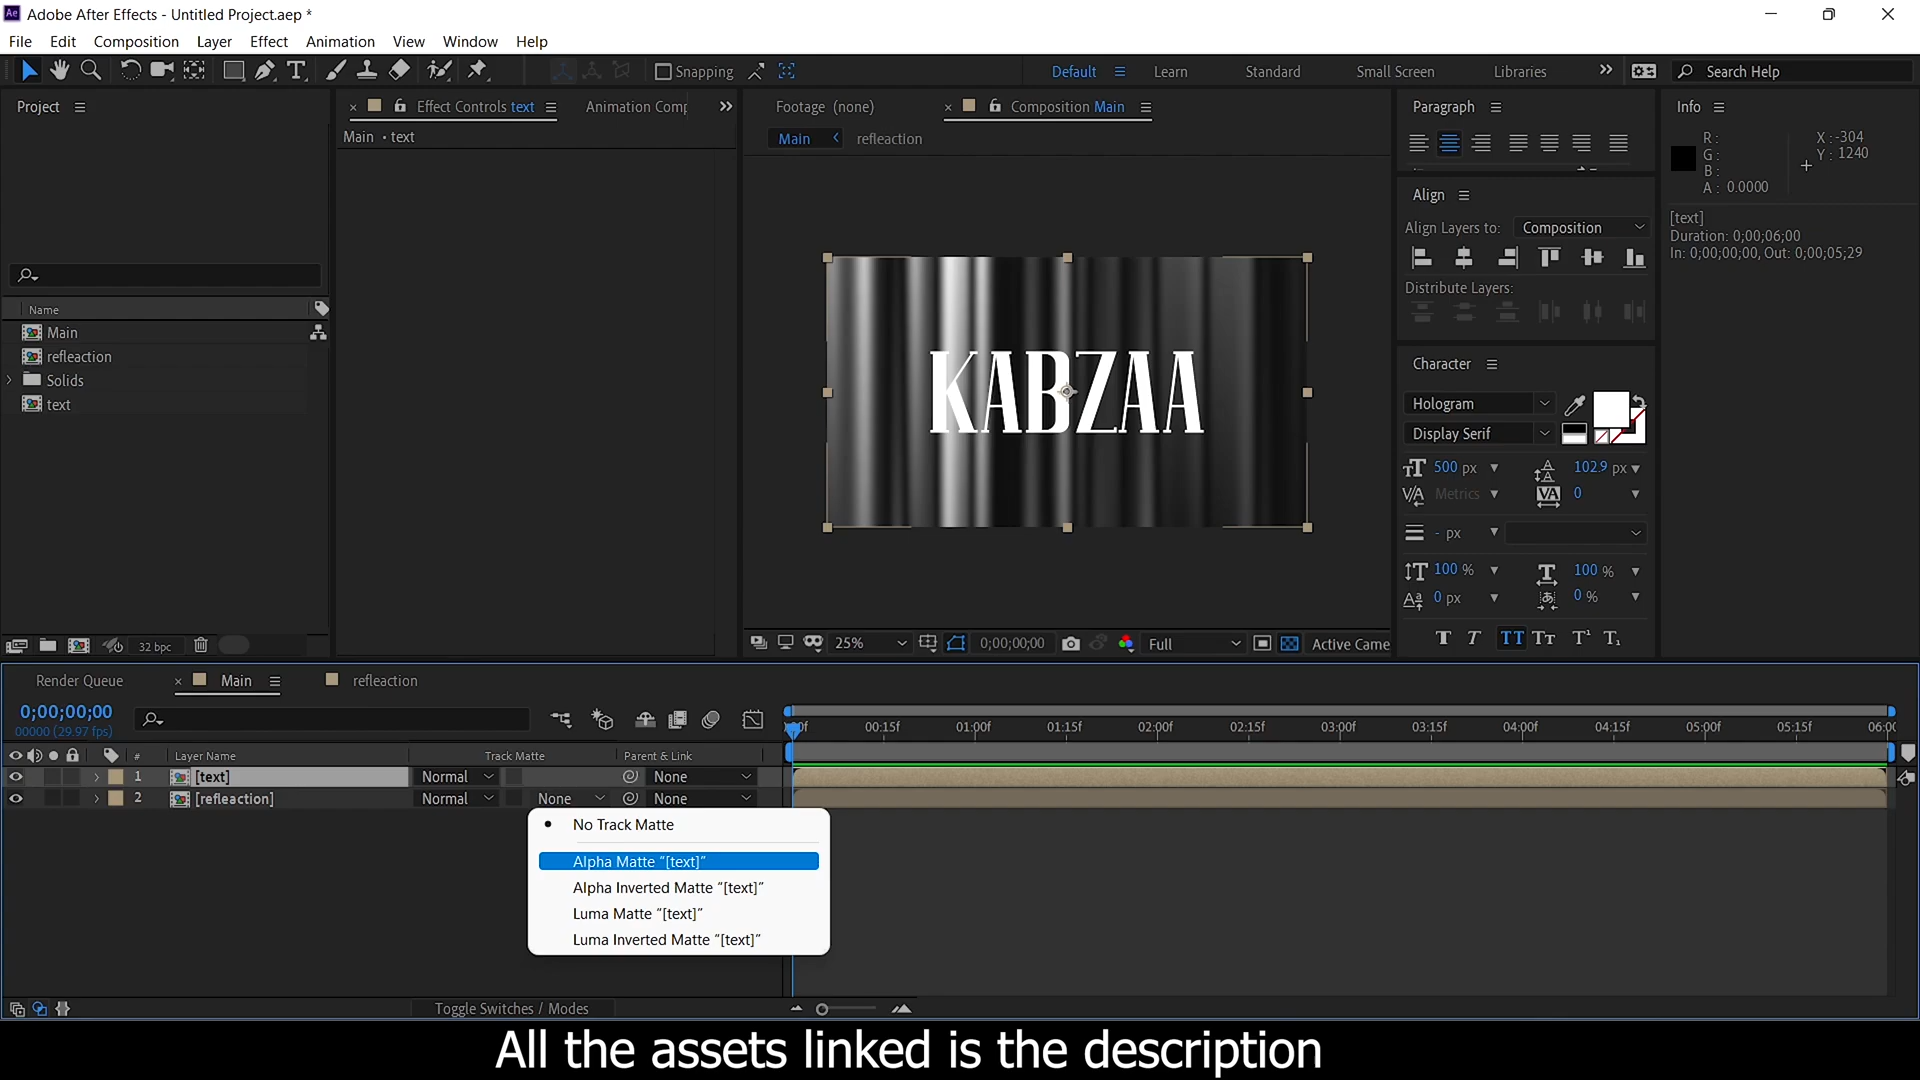 Adobe After Effects - Untitled Project.aep *
File Edit Composition Layer Effect Animation View Window Help
Snapping Default Learn Standard Small Screen Libraries Search Help
Project
Name
Main
refleaction
Solids
text
32 bpc
Effect Controls text Animation Comp
Main • text
Footage (none) Composition Main
Main refleaction
KABZAA
25% 0;00;00;00 Full Active Came
Paragraph
Align
Align Layers to: Composition
Distribute Layers:
Character
Hologram
Display Serif
500 px 102.9 px
Metrics 0
- px
100 % 100 %
0 px 0 %
T T TT Tt T¹ T₁
Info
R: X :-304
G: Y : 1240
B:
A : 0.0000
[text]
Duration: 0;00;06;00
In: 0;00;00;00, Out: 0;00;05;29
Render Queue Main refleaction
0;00;00;00
00000 (29.97 fps)
00:15f 01:00f 01:15f 02:00f 02:15f 03:00f 03:15f 04:00f 04:15f 05:00f 05:15f
# Layer Name Track Matte Parent & Link
1 [text] Normal None
2 [refleaction] Normal None None
No Track Matte
Alpha Matte “[text]”
Alpha Inverted Matte “[text]”
Luma Matte “[text]”
Luma Inverted Matte “[text]”
Toggle Switches / Modes
All the assets linked is the description